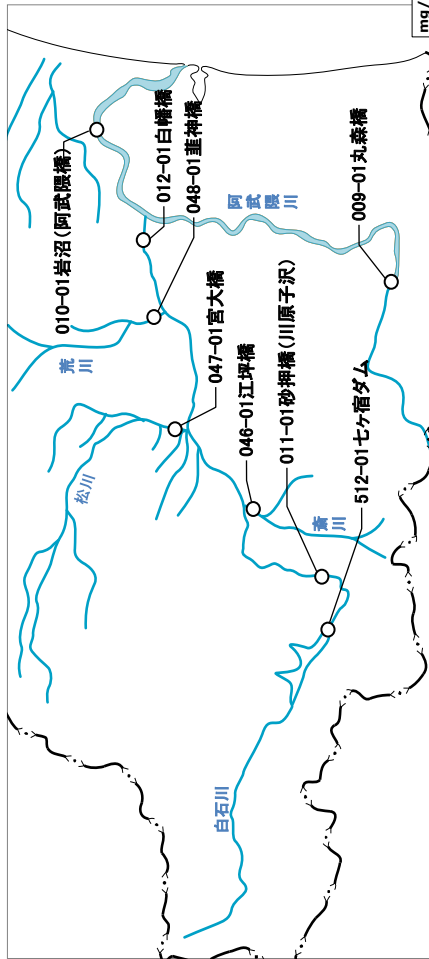 mg/
010-01岩沼(阿武隈橋)
012-01白幡橋
048-01韮神橋
荒川
阿武隈川
009-01丸森橋
047-01宮大橋
松川
046-01江坪橋
011-01砂押橋(川原子沢)
斎川
512-01七ヶ宿ダム
白石川